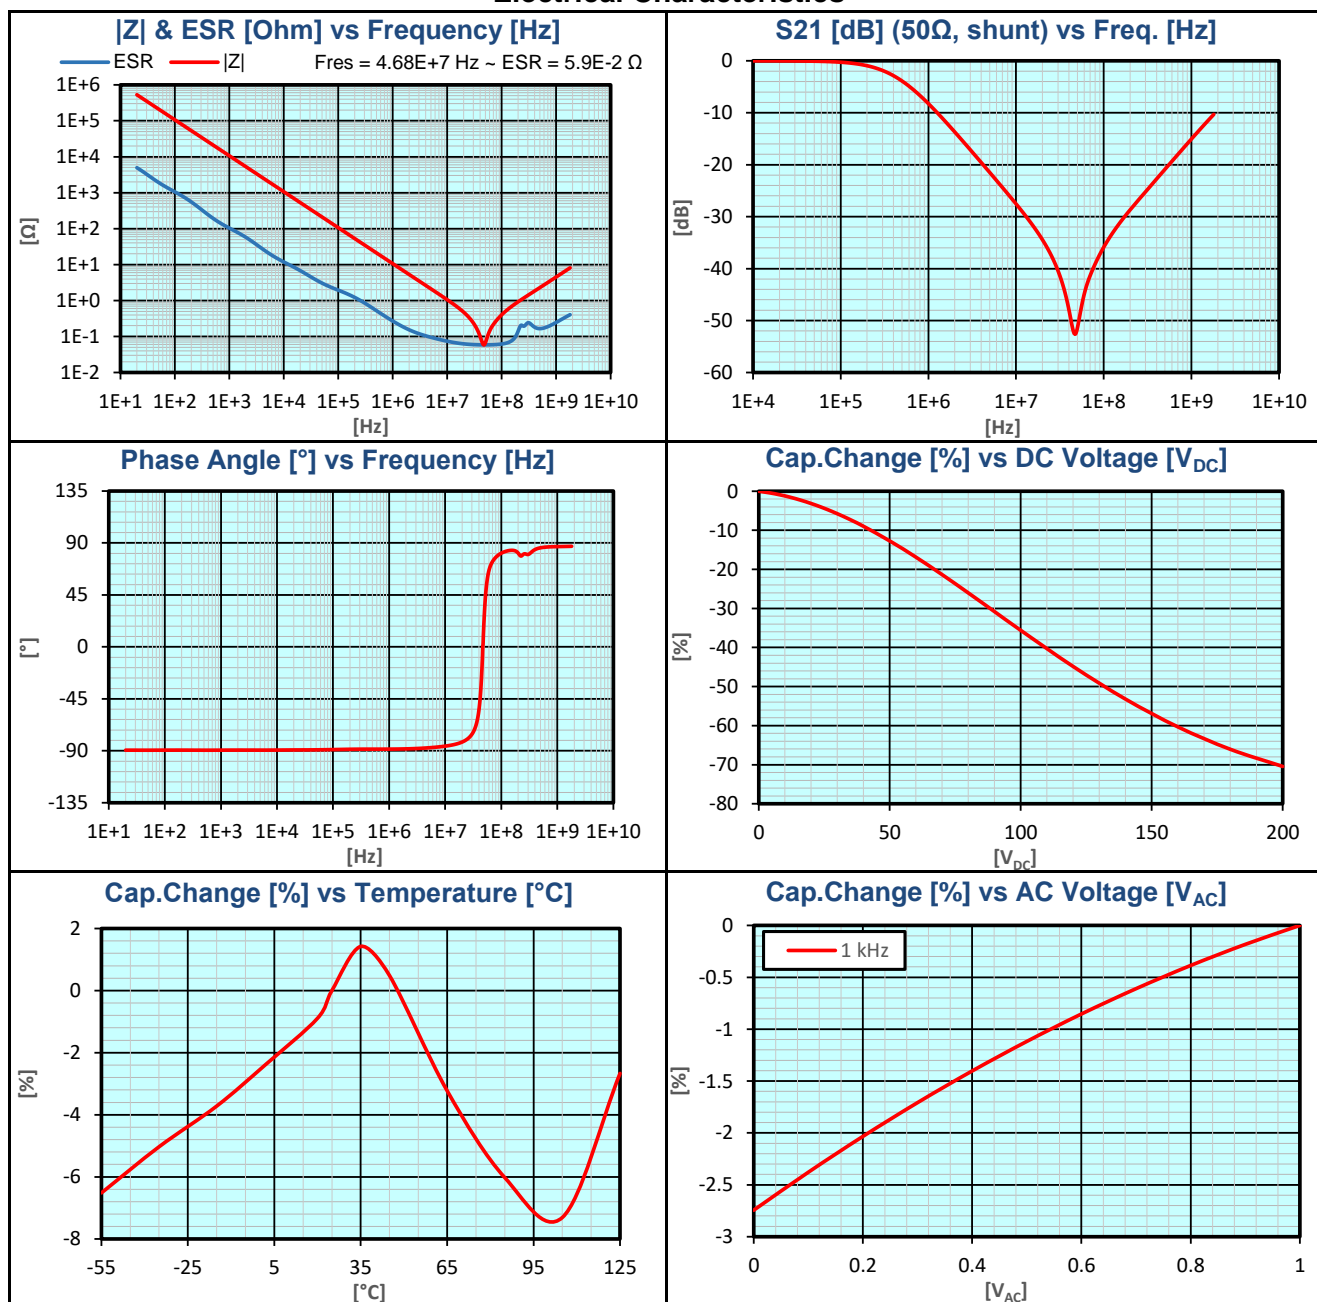 |Z| & ESR [Ohm] vs Frequency [Hz]
ESR |Z| Fres = 4.68E+7 Hz ~ ESR = 5.9E-2 Ω
1E+6
1E+5
1E+4
1E+3
1E+2
1E+1
1E+0
1E-1
1E-2
[Ω]
1E+1 1E+2 1E+3 1E+4 1E+5 1E+6 1E+7 1E+8 1E+9 1E+10
[Hz]
S21 [dB] (50Ω, shunt) vs Freq. [Hz]
0
-10
-20
-30
-40
-50
-60
[dB]
1E+4 1E+5 1E+6 1E+7 1E+8 1E+9 1E+10
[Hz]
Phase Angle [°] vs Frequency [Hz]
135
90
45
0
-45
-90
-135
[°]
1E+1 1E+2 1E+3 1E+4 1E+5 1E+6 1E+7 1E+8 1E+9 1E+10
[Hz]
Cap.Change [%] vs DC Voltage [VDC]
0
-10
-20
-30
-40
-50
-60
-70
-80
[%]
0 50 100 150 200
[VDC]
Cap.Change [%] vs Temperature [°C]
2
0
-2
-4
-6
-8
[%]
-55 -25 5 35 65 95 125
[°C]
Cap.Change [%] vs AC Voltage [VAC]
1 kHz
0
-0.5
-1
-1.5
-2
-2.5
-3
[%]
0 0.2 0.4 0.6 0.8 1
[VAC]